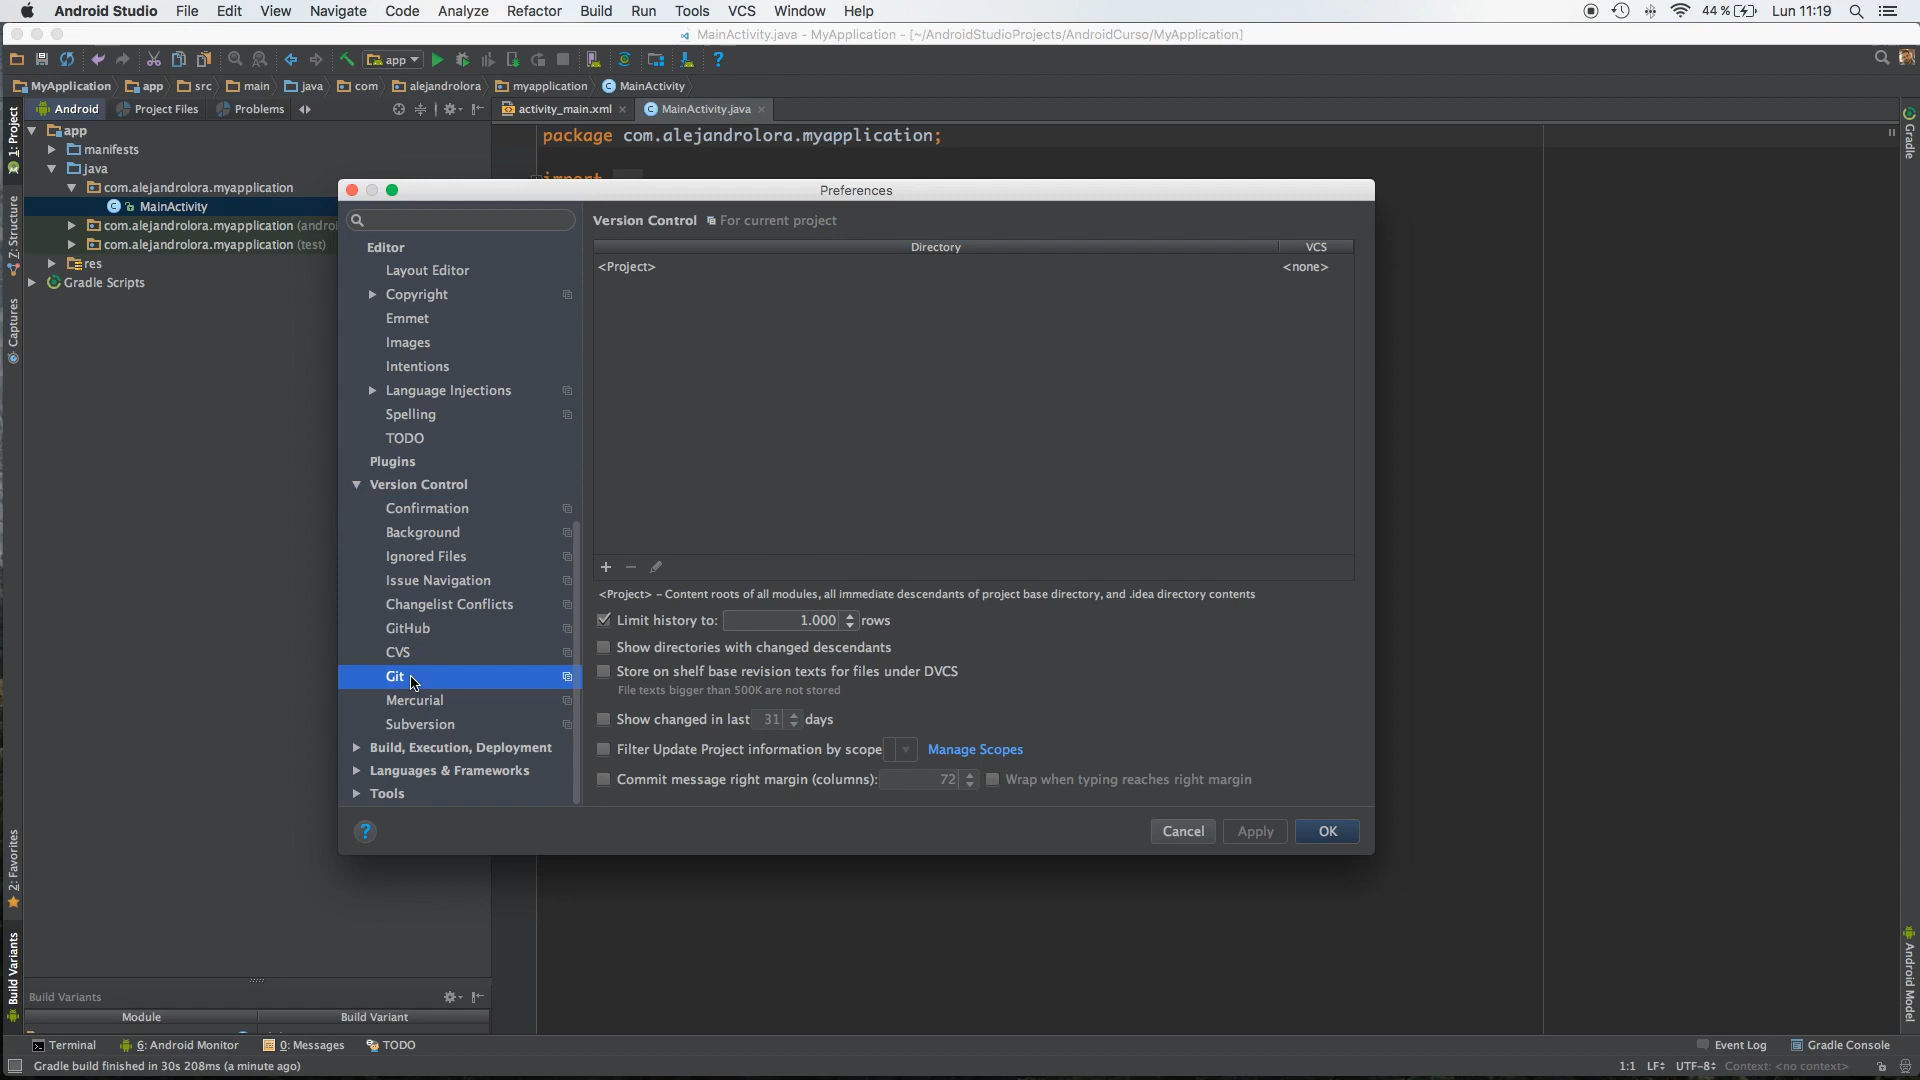 Android Studio File Edit View Navigate Code Analyze Refactor Build Run Tools VCS Window Help 44 % Lun 11:19
MainActivity.java - MyApplication - [~/AndroidStudioProjects/AndroidCurso/MyApplication]
app
MyApplication app src main java com alejandrolora myapplication MainActivity
1: Project
Z: Structure
Captures
2: Favorites
Build Variants
Android Project Files Problems
app
manifests
java
com.alejandrolora.myapplication
MainActivity
com.alejandrolora.myapplication (andro
com.alejandrolora.myapplication (test)
res
Gradle Scripts
activity_main.xml MainActivity.java
package com.alejandrolora.myapplication;
import
Gradle
Android Model
Preferences
Editor
Layout Editor
Copyright
Emmet
Images
Intentions
Language Injections
Spelling
TODO
Plugins
Version Control
Confirmation
Background
Ignored Files
Issue Navigation
Changelist Conflicts
GitHub
CVS
Git
Mercurial
Subversion
Build, Execution, Deployment
Languages & Frameworks
Tools
Version Control For current project
Directory VCS
<Project> <none>
<Project> – Content roots of all modules, all immediate descendants of project base directory, and .idea directory contents
Limit history to: 1.000 rows
Show directories with changed descendants
Store on shelf base revision texts for files under DVCS
File texts bigger than 500K are not stored
Show changed in last 31 days
Filter Update Project information by scope Manage Scopes
Commit message right margin (columns): 72 Wrap when typing reaches right margin
? Cancel Apply OK
Build Variants
Module Build Variant
Terminal 6: Android Monitor 0: Messages TODO Event Log Gradle Console
Gradle build finished in 30s 208ms (a minute ago) 1:1 LF UTF-8 Context: <no context>